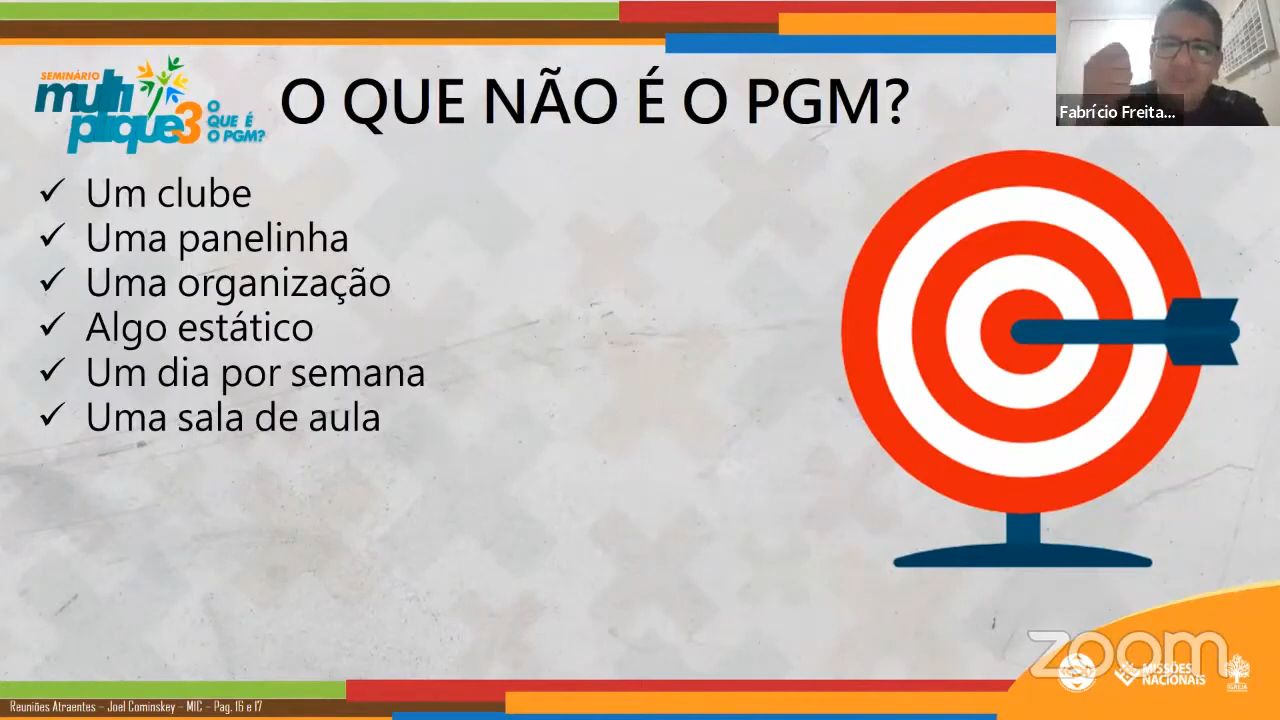 SEMINÁRIO
multi
plique3
O
QUE É
O PGM?
O QUE NÃO É O PGM?
Fabrício Freita...
Um clube
Uma panelinha
Uma organização
Algo estático
Um dia por semana
Uma sala de aula
zoom
MISSÕES
NACIONAIS
IGREJA
Reuniões Atraentes – Joel Cominskey – MIC – Pag. 16 e 17